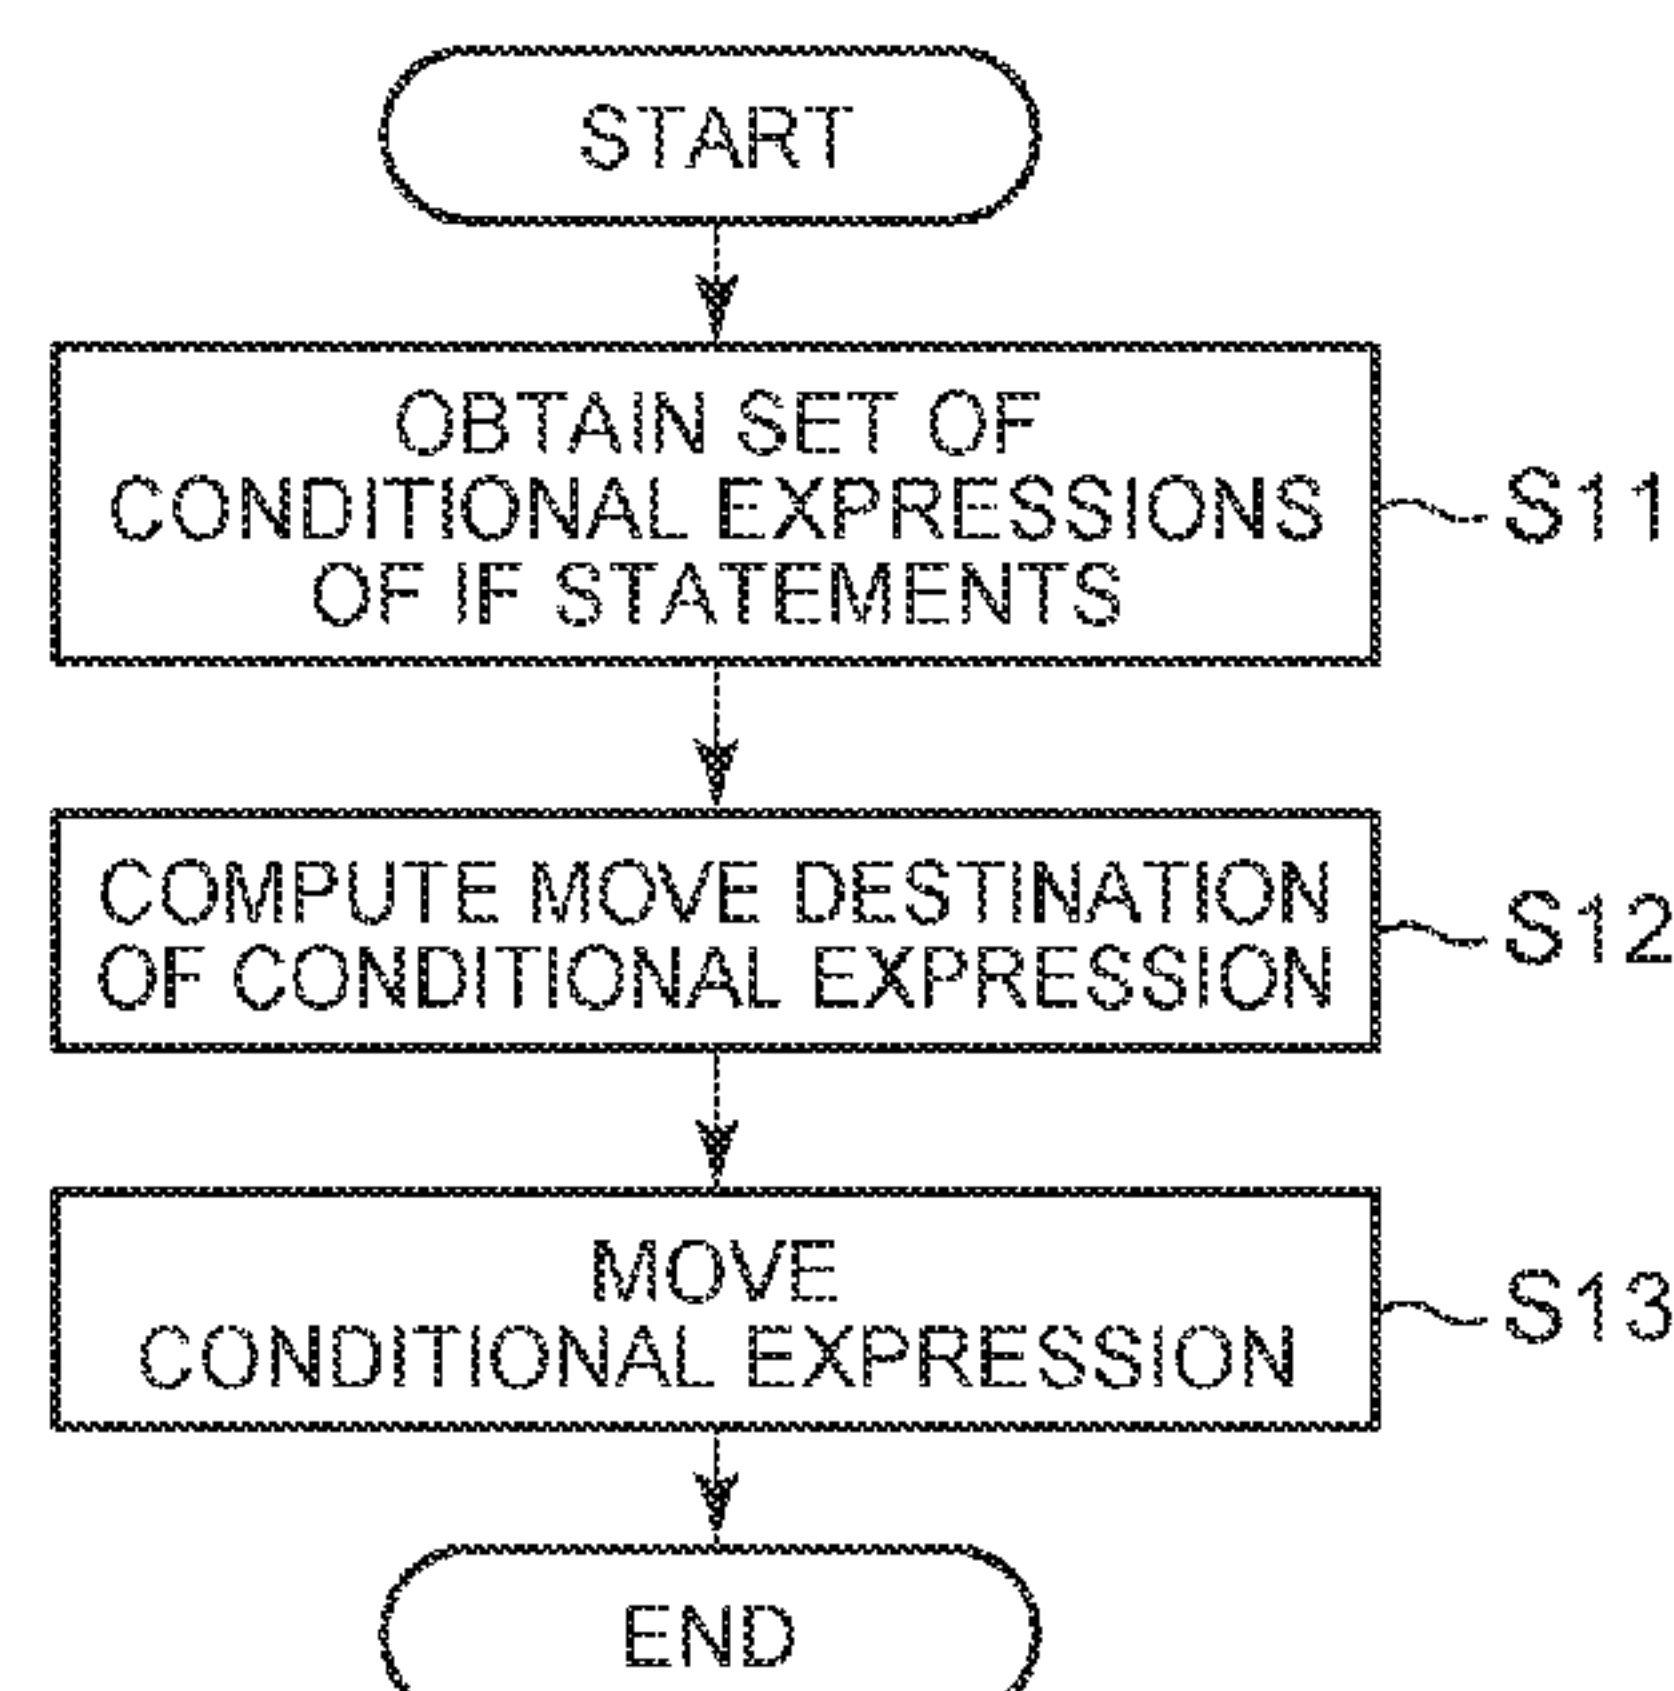 START
OBTAIN SET OF
CONDITIONAL EXPRESSIONS
OF IF STATEMENTS
S11
COMPUTE MOVE DESTINATION
OF CONDITIONAL EXPRESSION
S12
MOVE
CONDITIONAL EXPRESSION
S13
END